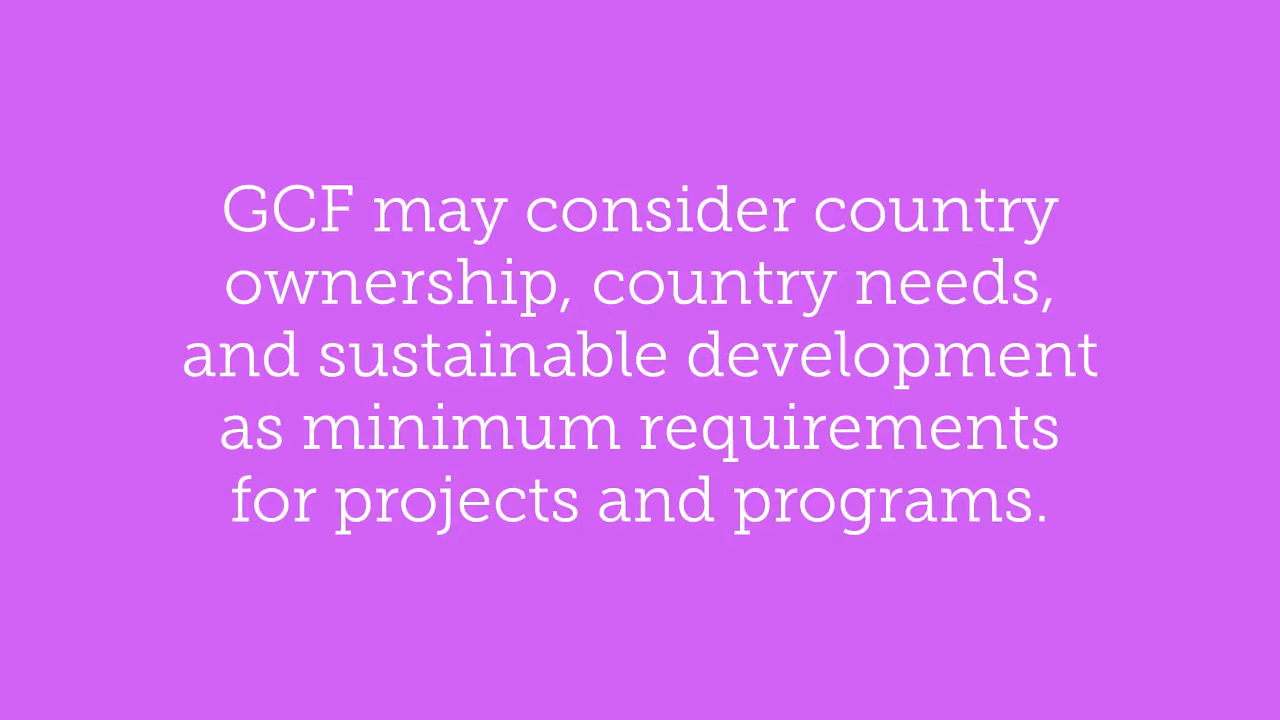 GCF may consider country
ownership, country needs,
and sustainable development
as minimum requirements
for projects and programs.